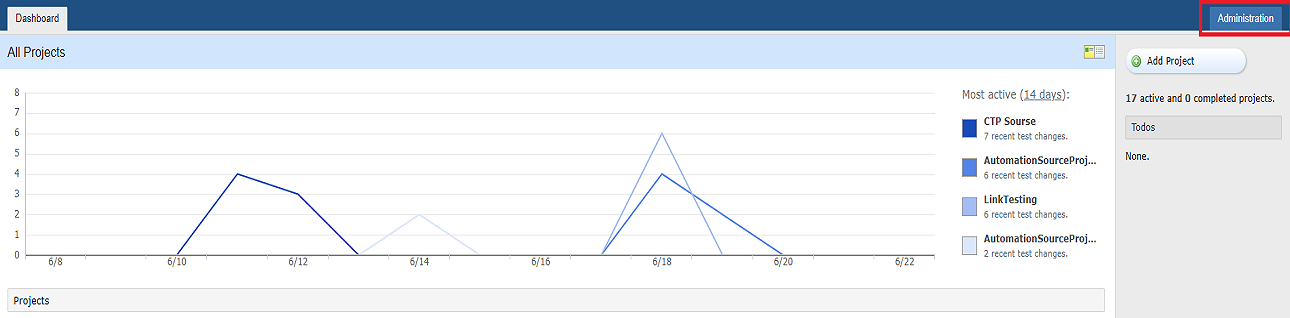 Dashboard
Administration
All Projects
Add Project
17 active and 0 completed projects.
Todos
None.
Most active (14 days):
CTP Sourse
7 recent test changes.
AutomationSourceProj...
6 recent test changes.
LinkTesting
6 recent test changes.
AutomationSourceProj...
2 recent test changes.
8
7
6
5
4
3
2
1
0
6/8 6/10 6/12 6/14 6/16 6/18 6/20 6/22
Projects